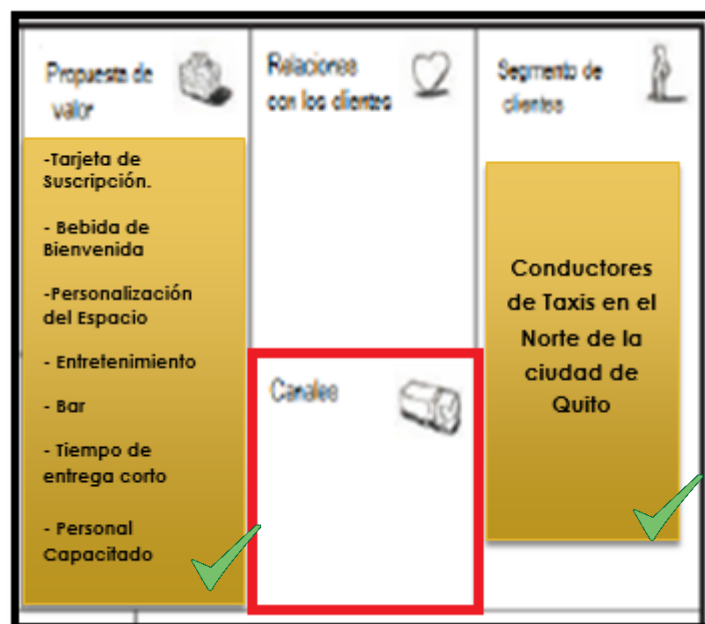 Propuesta de
valor
-Tarjeta de
Suscripción.
- Bebida de
Bienvenida
-Personalización
del Espacio
- Entretenimiento
- Bar
- Tiempo de
entrega corto
- Personal
Capacitado
Relaciones
con los clientes
Canales
Segmento de
clientes
Conductores
de Taxis en el
Norte de la
ciudad de
Quito